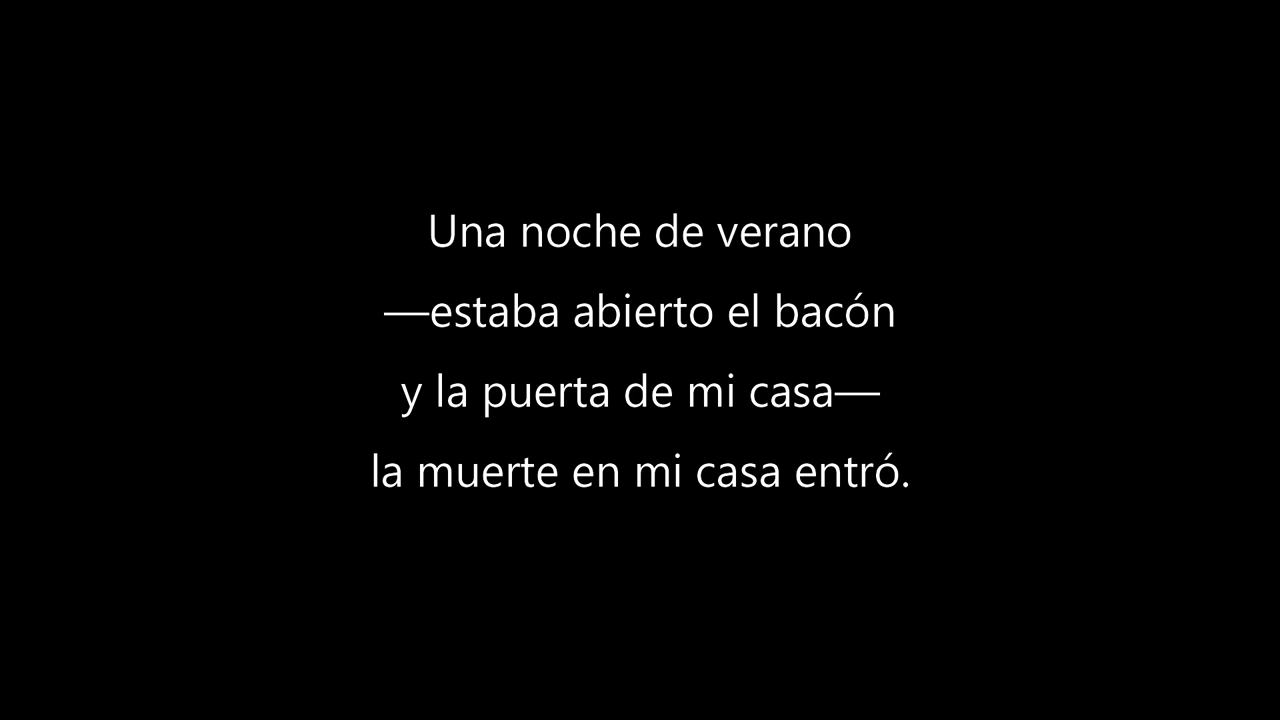 Una noche de verano
—estaba abierto el bacón
y la puerta de mi casa—
la muerte en mi casa entró.